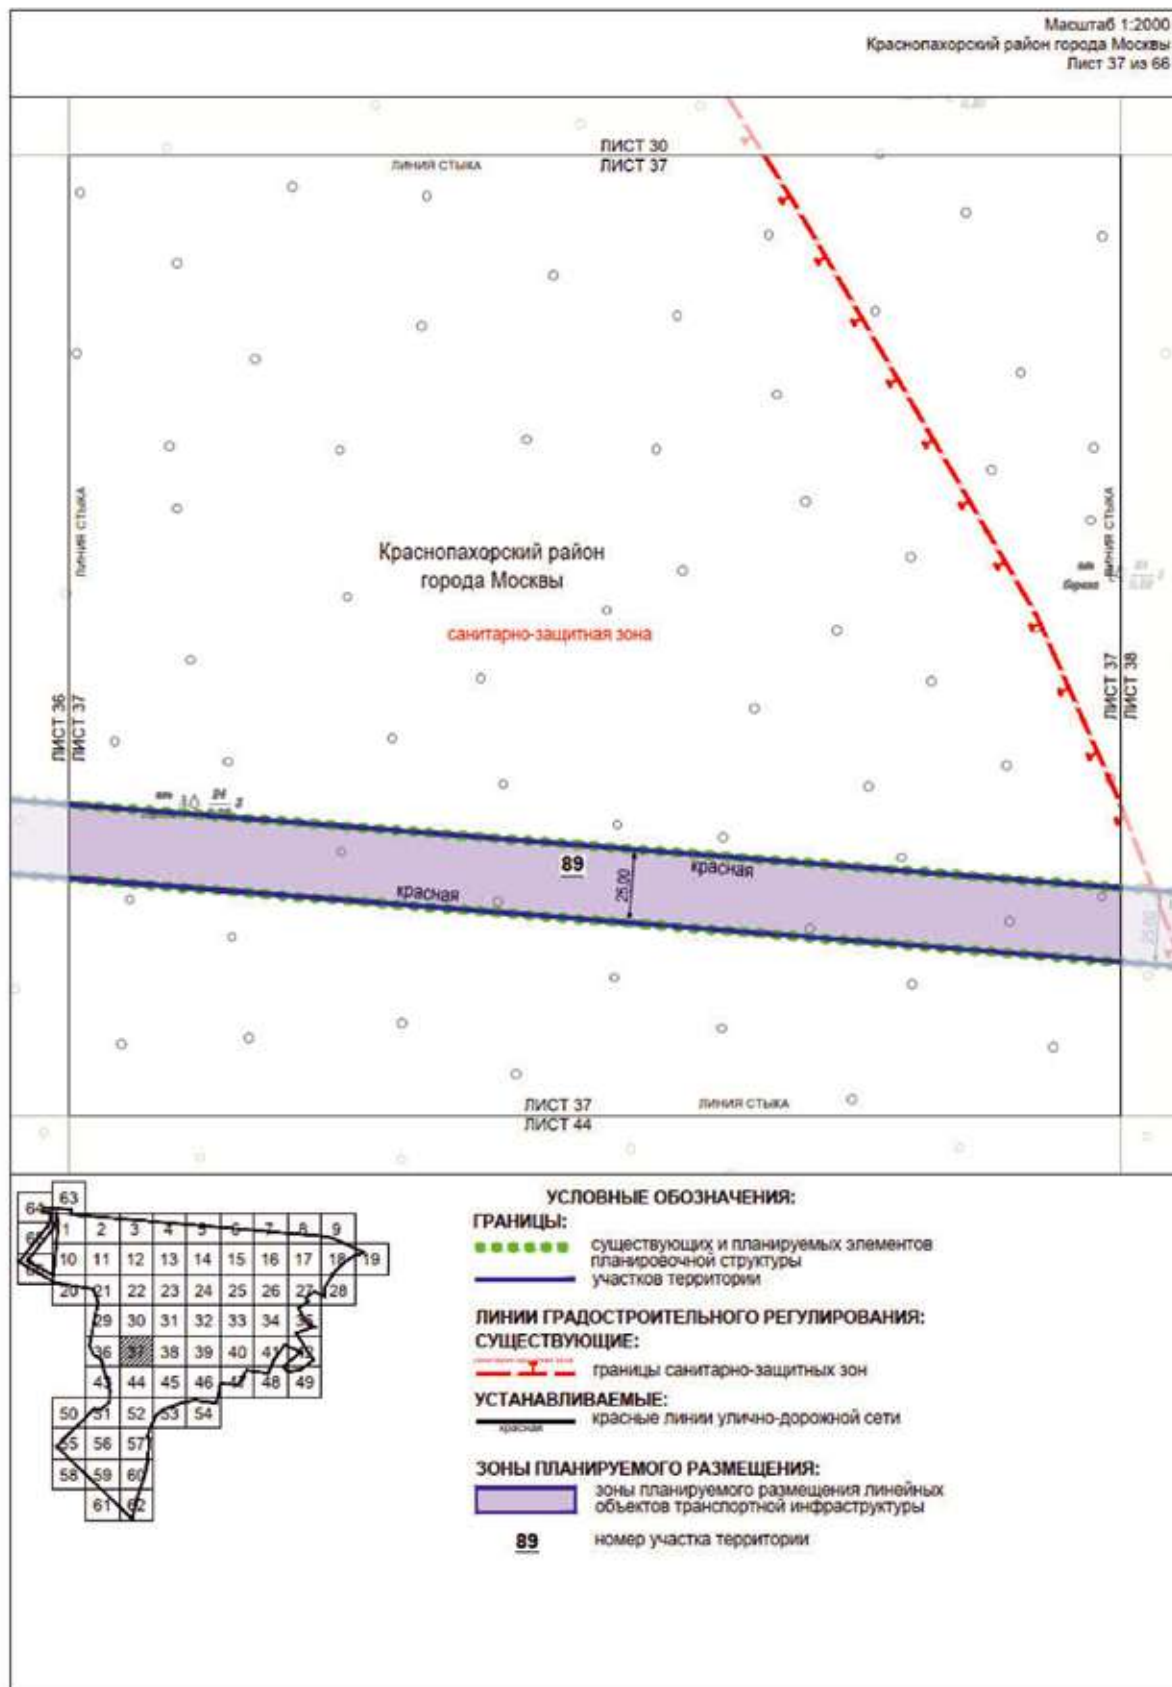 Масштаб 1:2000
Краснопахорский район города Москвы
Лист 37 из 66
ЛИСТ 30
ЛИНИЯ СТЫКА
ЛИСТ 37
ЛИНИЯ СТЫКА
ЛИНИЯ СТЫКА
Краснопахорский район
города Москвы
санитарно-защитная зона
ЛИСТ 36
ЛИСТ 37
ЛИСТ 37
ЛИСТ 38
89
красная
25.00
красная
25.00
ЛИСТ 37
ЛИНИЯ СТЫКА
ЛИСТ 44
63
64
1 2 3 4 5 6 7 8 9
10 11 12 13 14 15 16 17 18 19
20 21 22 23 24 25 26 27 28
29 30 31 32 33 34 35
36 37 38 39 40 41 42
43 44 45 46 47 48 49
50 51 52 53 54
55 56 57
58 59 60
61 62
УСЛОВНЫЕ ОБОЗНАЧЕНИЯ:
ГРАНИЦЫ:
существующих и планируемых элементов
планировочной структуры
участков территории
ЛИНИИ ГРАДОСТРОИТЕЛЬНОГО РЕГУЛИРОВАНИЯ:
СУЩЕСТВУЮЩИЕ:
границы санитарно-защитных зон
УСТАНАВЛИВАЕМЫЕ:
красные линии улично-дорожной сети
красная
ЗОНЫ ПЛАНИРУЕМОГО РАЗМЕЩЕНИЯ:
зоны планируемого размещения линейных
объектов транспортной инфраструктуры
89 номер участка территории